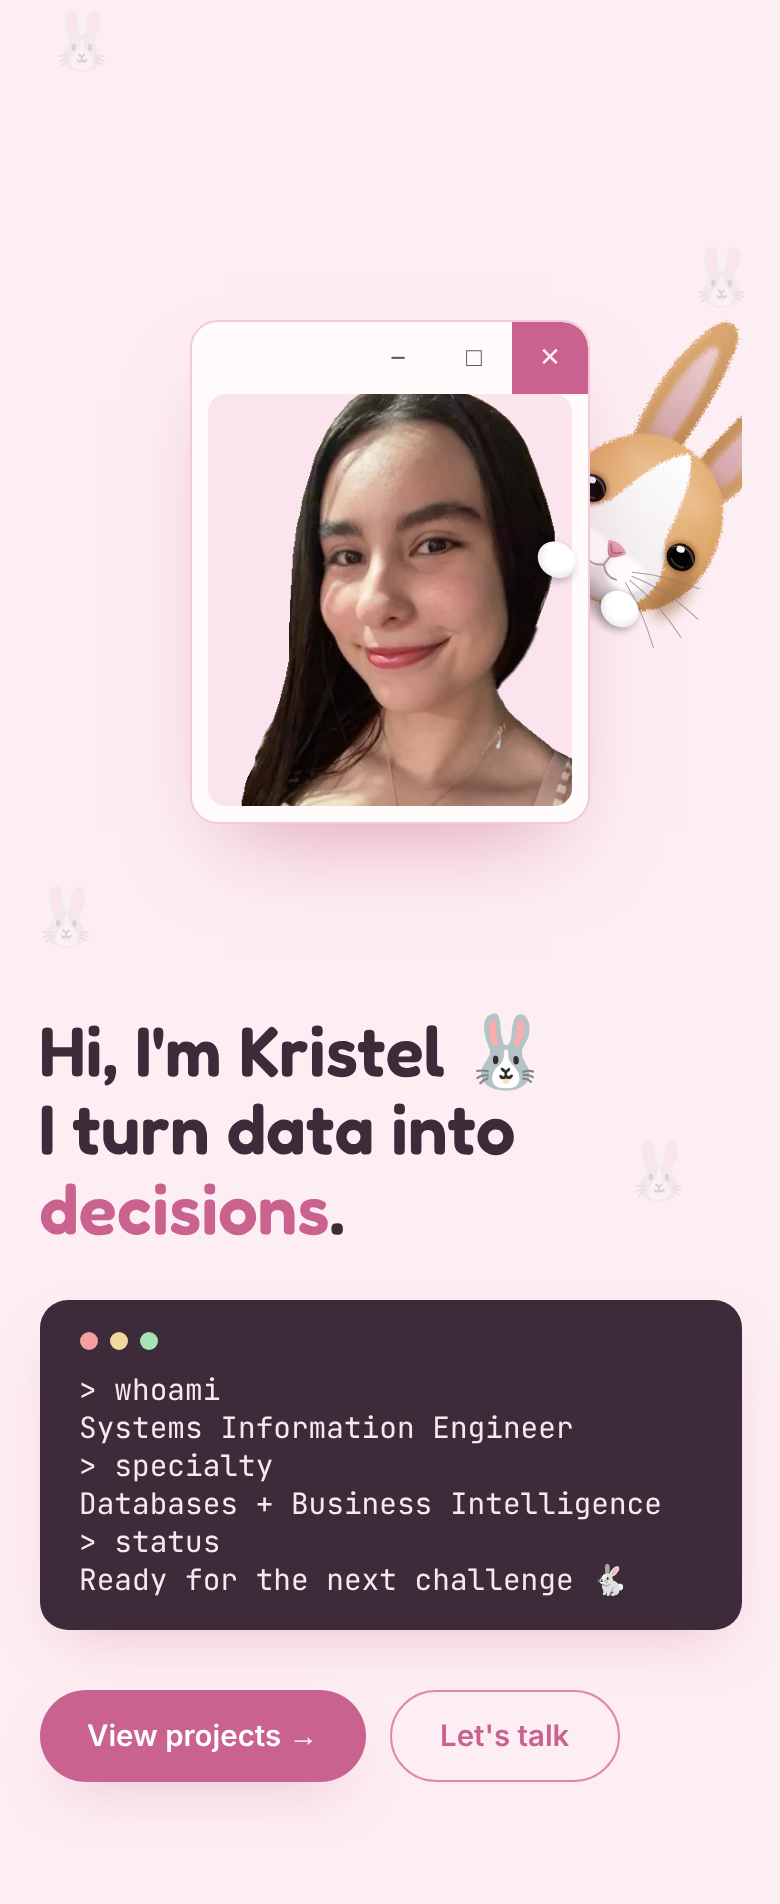 Hi, I'm Kristel 🐰
I turn data into
decisions.
> whoami
Systems Information Engineer
> specialty
Databases + Business Intelligence
> status
Ready for the next challenge 🐇
View projects →
Let's talk